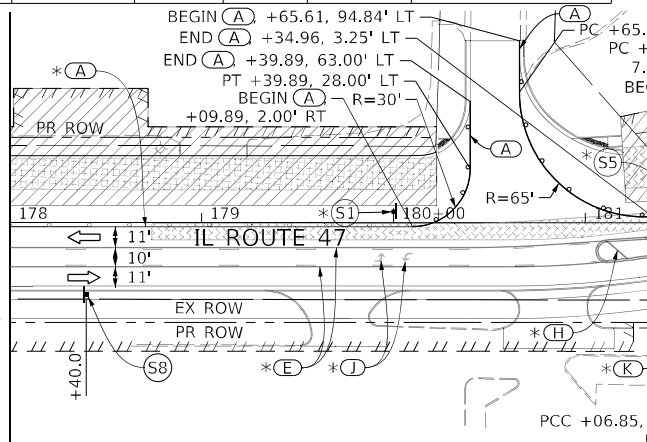 BEGIN A, +65.61, 94.84' LT
END A, +34.96, 3.25' LT
END A, +39.89, 63.00' LT
PT +39.89, 28.00' LT
BEGIN A,
+09.89, 2.00' RT
R=30'
A
PC +65.
PC +
7.
BEG
* A
PR ROW
A
* S5
R=65'
178
179
* S1
180+00
181
11'
IL ROUTE 47
10'
11'
EX ROW
PR ROW
* H
S8
* E
* J
* K
+40.0
PCC +06.85,